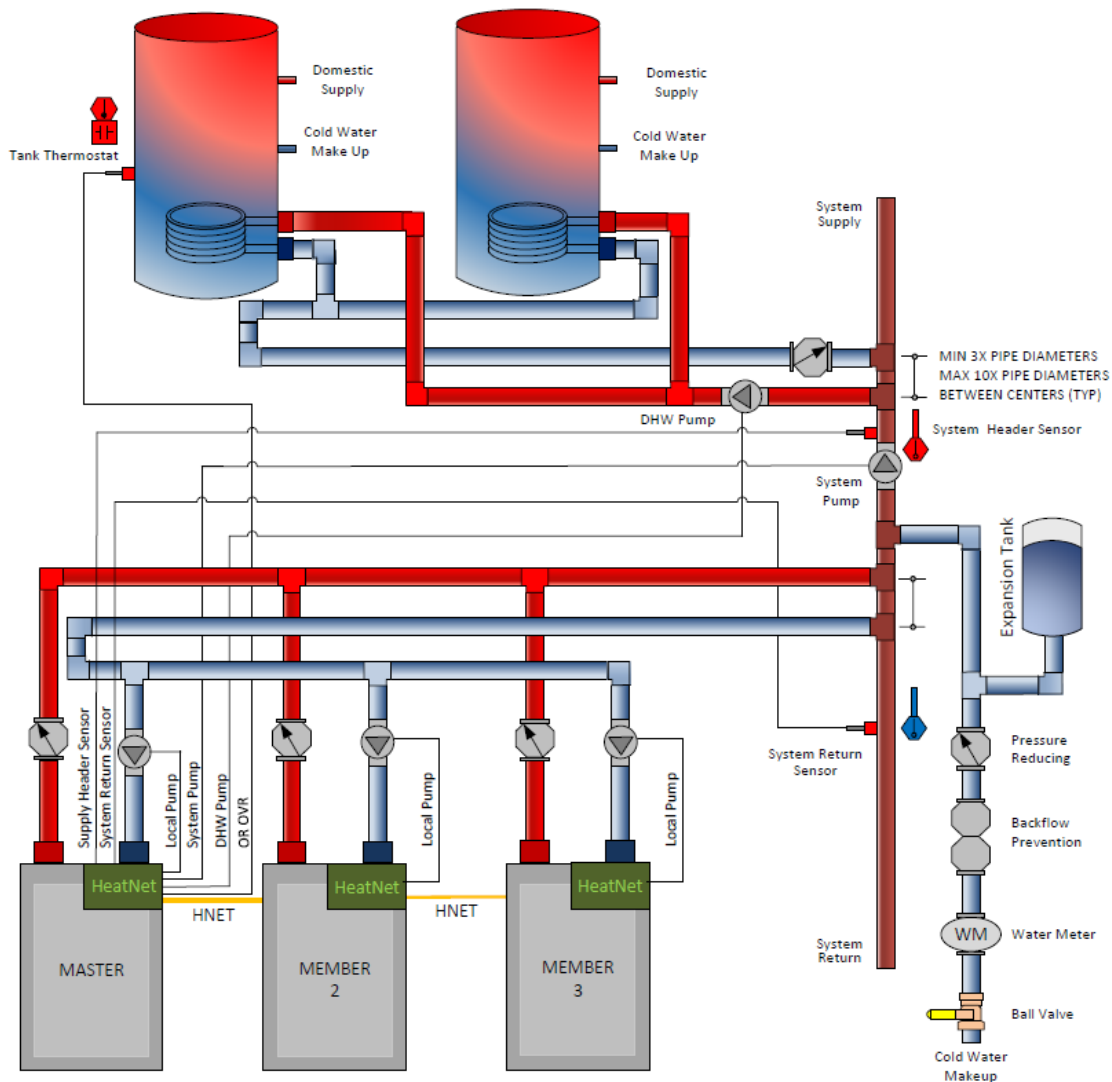 Domestic
Supply
Cold Water
Make Up
Tank Thermostat
Domestic
Supply
Cold Water
Make Up
System
Supply
MIN 3X PIPE DIAMETERS
MAX 10X PIPE DIAMETERS
BETWEEN CENTERS (TYP)
DHW Pump
System Header Sensor
System
Pump
Expansion Tank
Supply Header Sensor
System Return Sensor
Local Pump
System Pump
DHW Pump
OR OVR
Local Pump
Local Pump
System Return
Sensor
Pressure
Reducing
Backflow
Prevention
HeatNet
HeatNet
HeatNet
HNET
HNET
MASTER
MEMBER
2
MEMBER
3
System
Return
WM
Water Meter
Ball Valve
Cold Water
Makeup